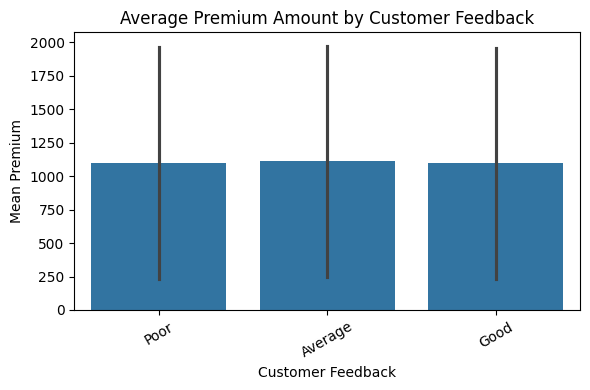 Average Premium Amount by Customer Feedback
Mean Premium
2000
1750
1500
1250
1000
750
500
250
0
Poor
Average
Good
Customer Feedback